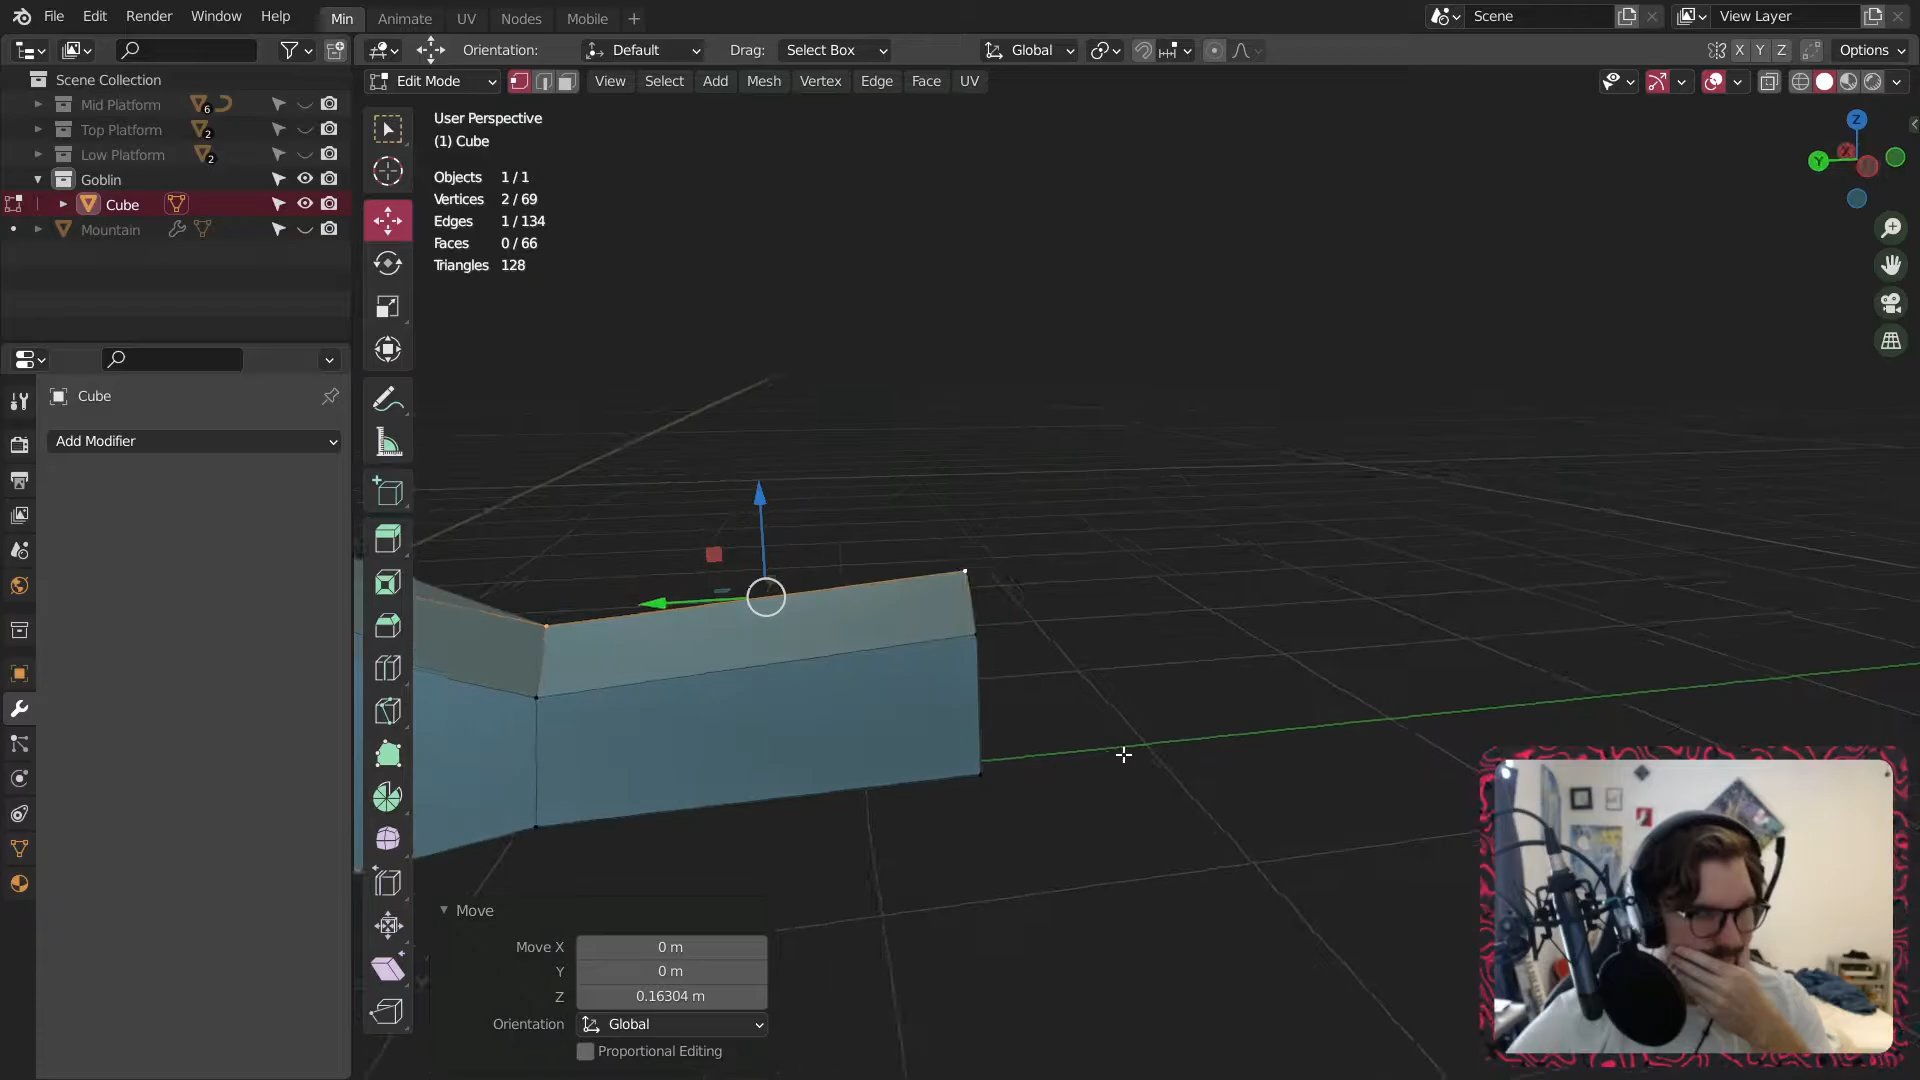 File Edit Render Window Help Min Animate UV Nodes Mobile Scene View Layer
Orientation: Default Drag: Select Box Global X Y Z Options
Edit Mode View Select Add Mesh Vertex Edge Face UV
Scene Collection
Mid Platform 6
Top Platform 2
Low Platform 2
Goblin
Cube
Mountain
Cube
Add Modifier
User Perspective
(1) Cube
Objects 1 / 1
Vertices 2 / 69
Edges 1 / 134
Faces 0 / 66
Triangles 128
Z
X
Y
Move
Move X 0 m
Y 0 m
Z 0.16304 m
Orientation Global
Proportional Editing